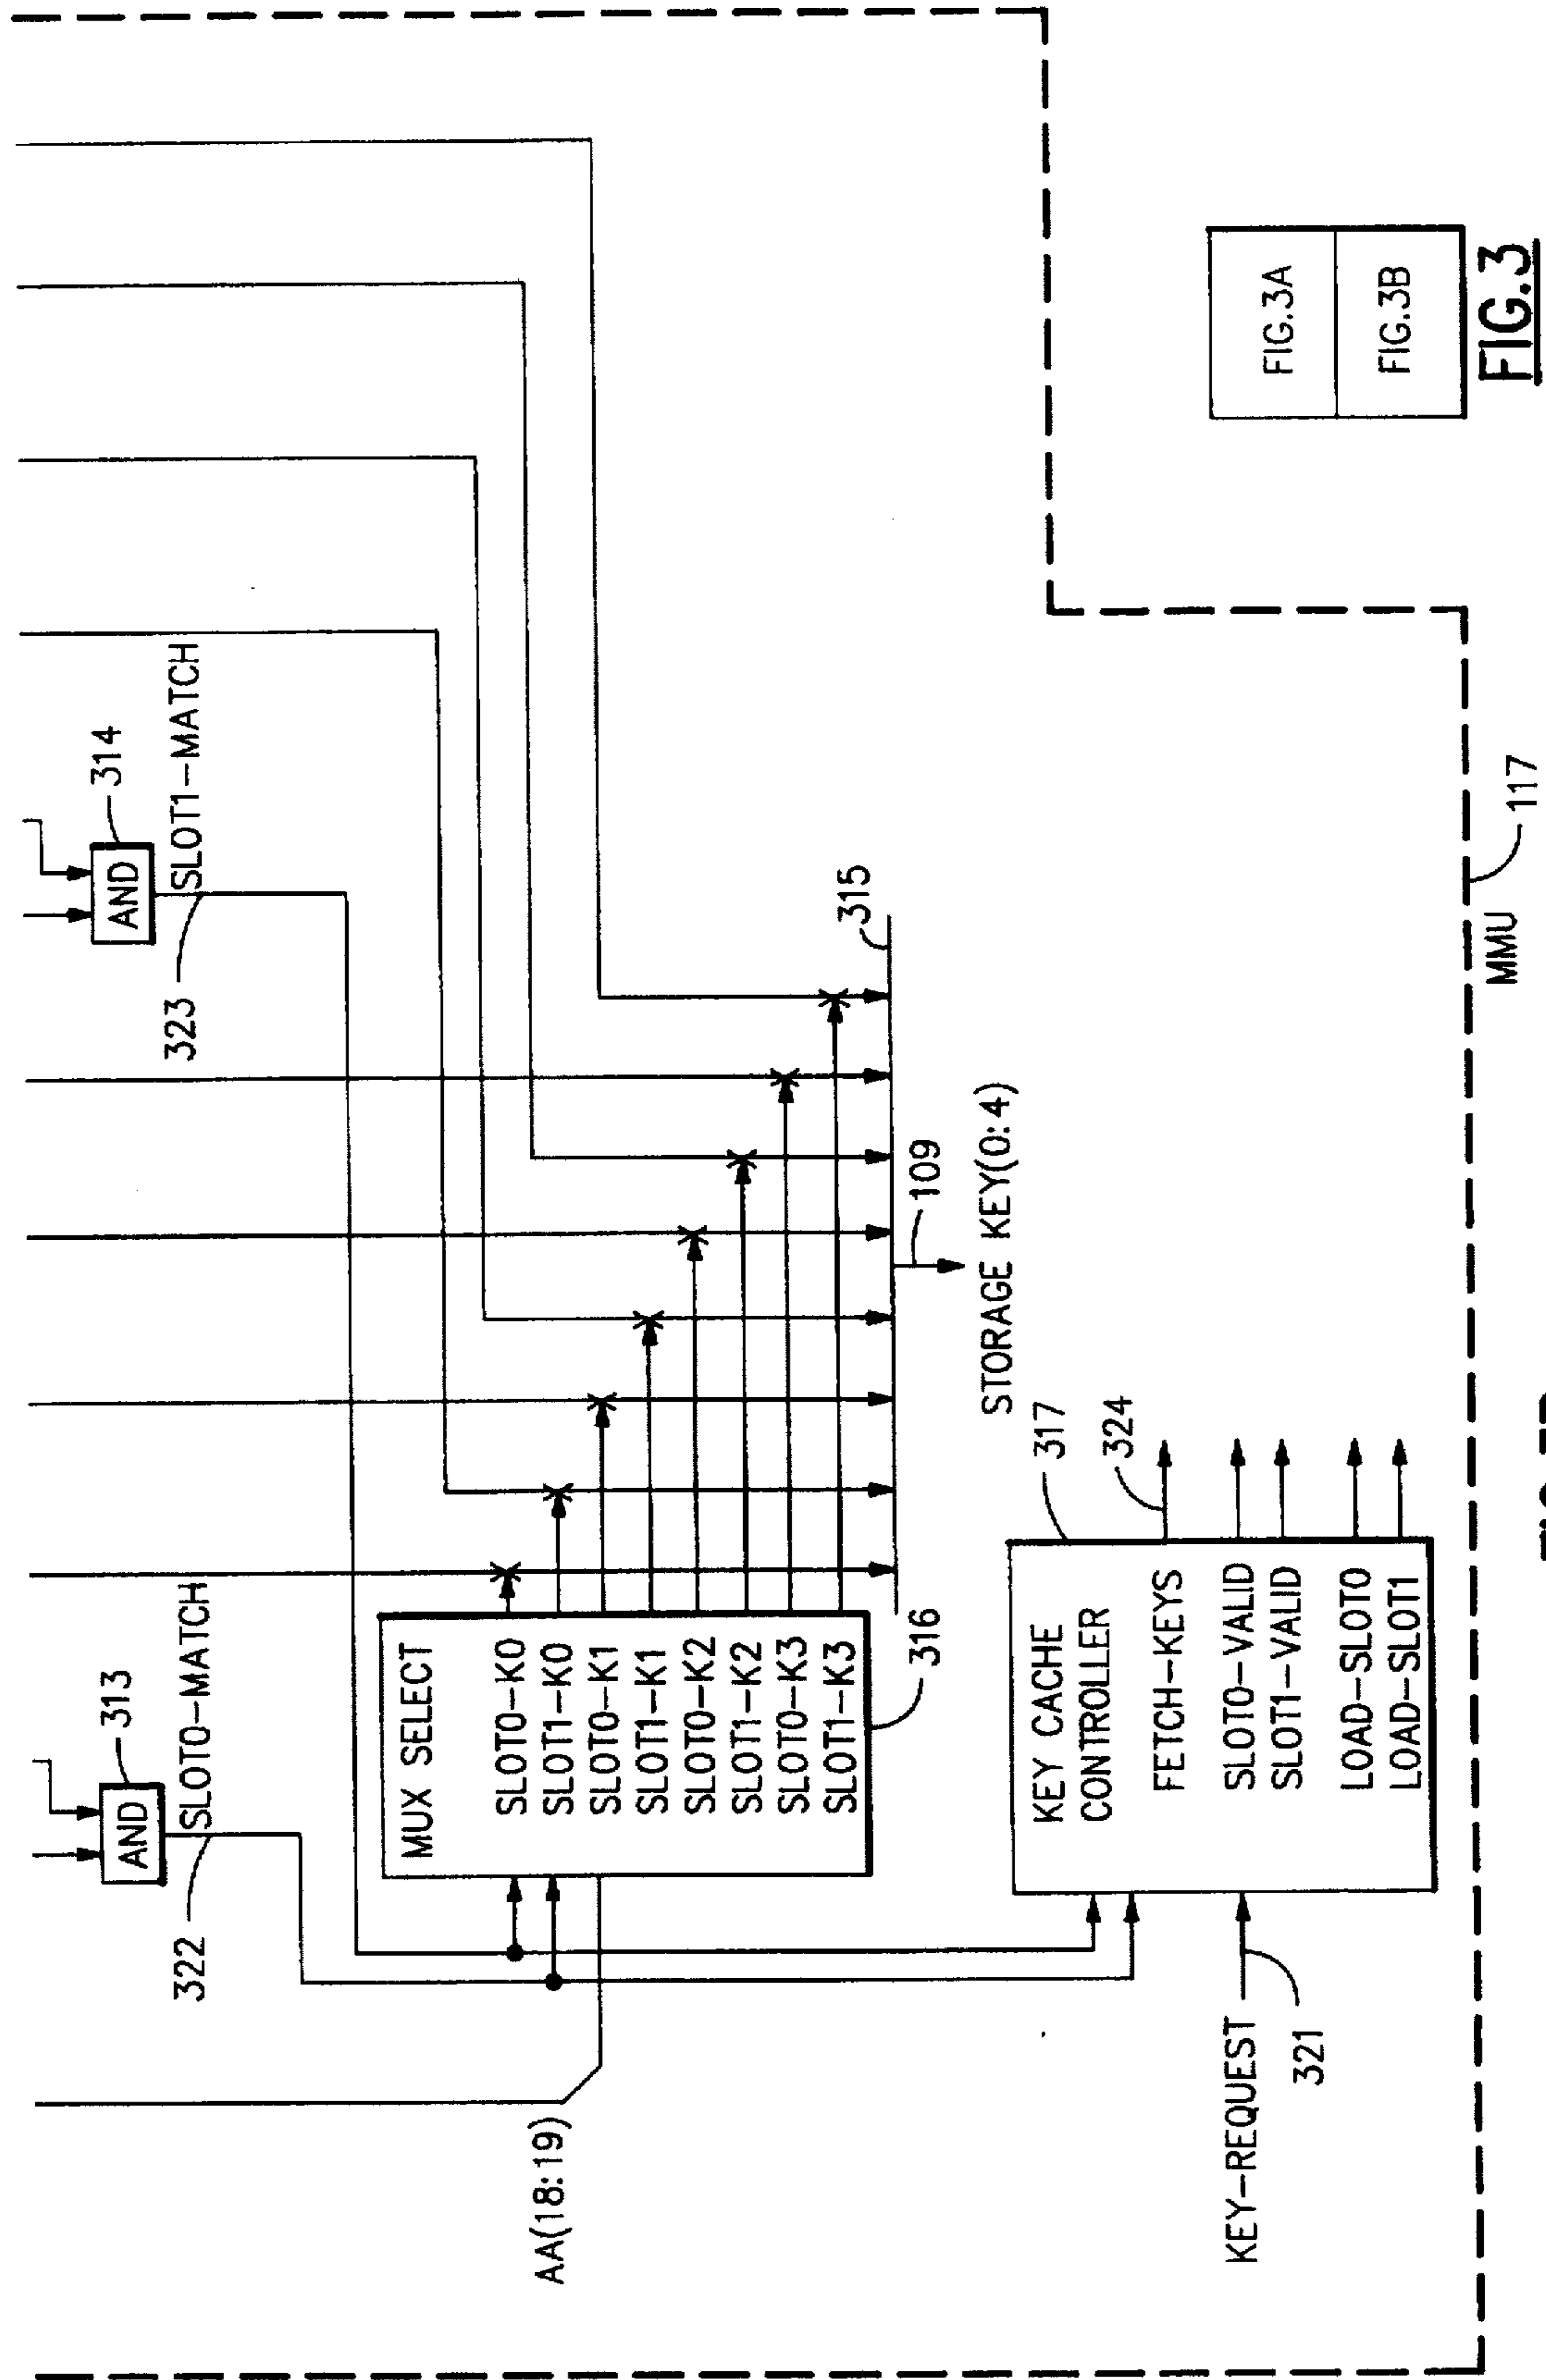 313
AND
SLOT0-MATCH
322
314
AND
SLOT1-MATCH
323
AA(18:19)
MUX SELECT
SLOT0-K0
SLOT1-K0
SLOT0-K1
SLOT1-K1
SLOT0-K2
SLOT1-K2
SLOT0-K3
SLOT1-K3
316
315
109
STORAGE KEY(0:4)
KEY-REQUEST
321
KEY CACHE
CONTROLLER
FETCH-KEYS
SLOT0-VALID
SLOT1-VALID
LOAD-SLOT0
LOAD-SLOT1
317
324
MMU
117
FIG.3A
FIG.3B
FIG.3